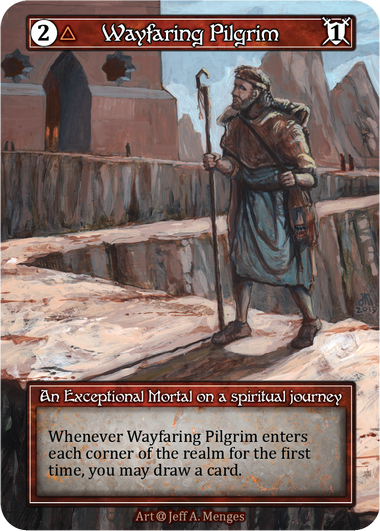 2 Wayfaring Pilgrim 1
An Exceptional Mortal on a spiritual journey
Whenever Wayfaring Pilgrim enters
each corner of the realm for the first
time, you may draw a card.
Art @ Jeff A. Menges